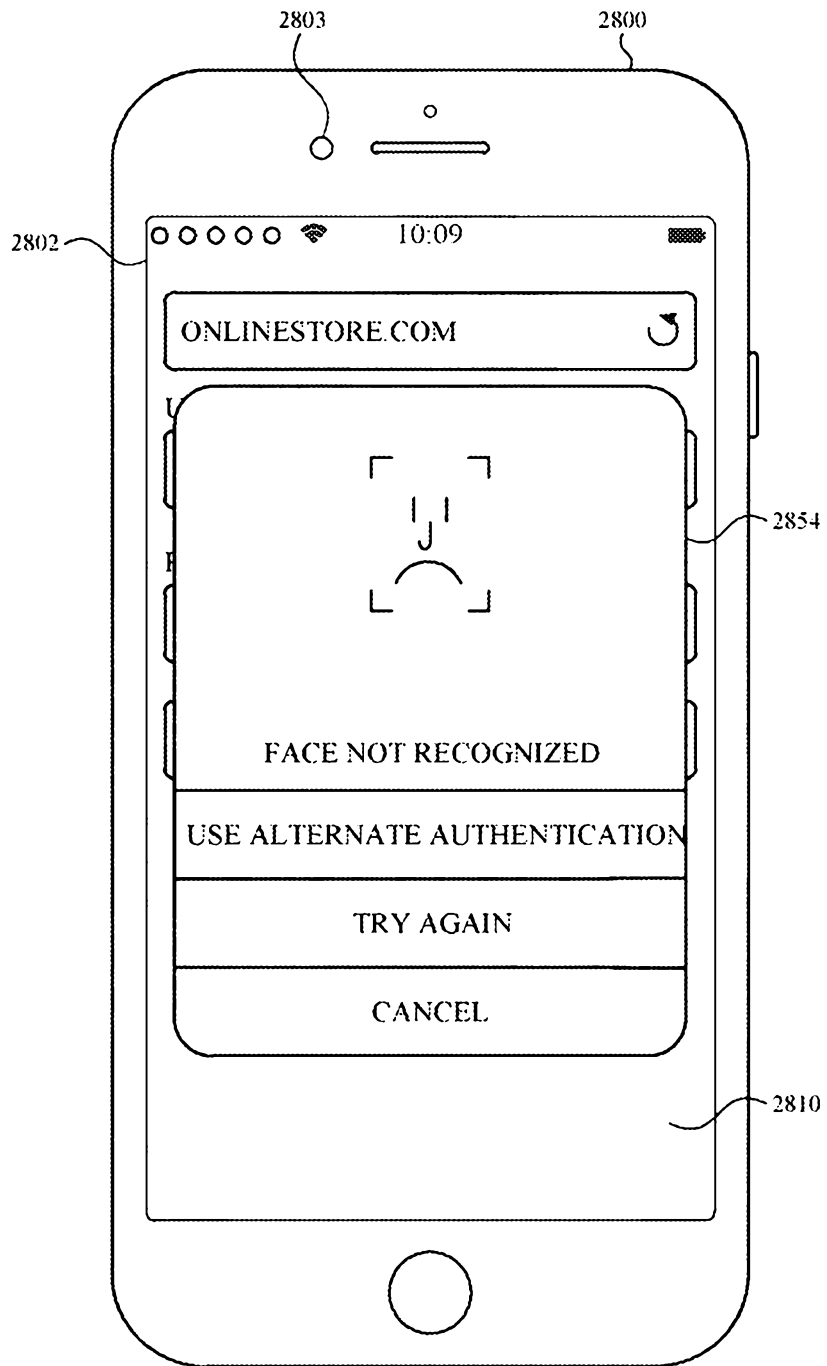 2803
2800
2802
10:09
ONLINESTORE.COM
U
2854
FACE NOT RECOGNIZED
USE ALTERNATE AUTHENTICATION
TRY AGAIN
CANCEL
2810